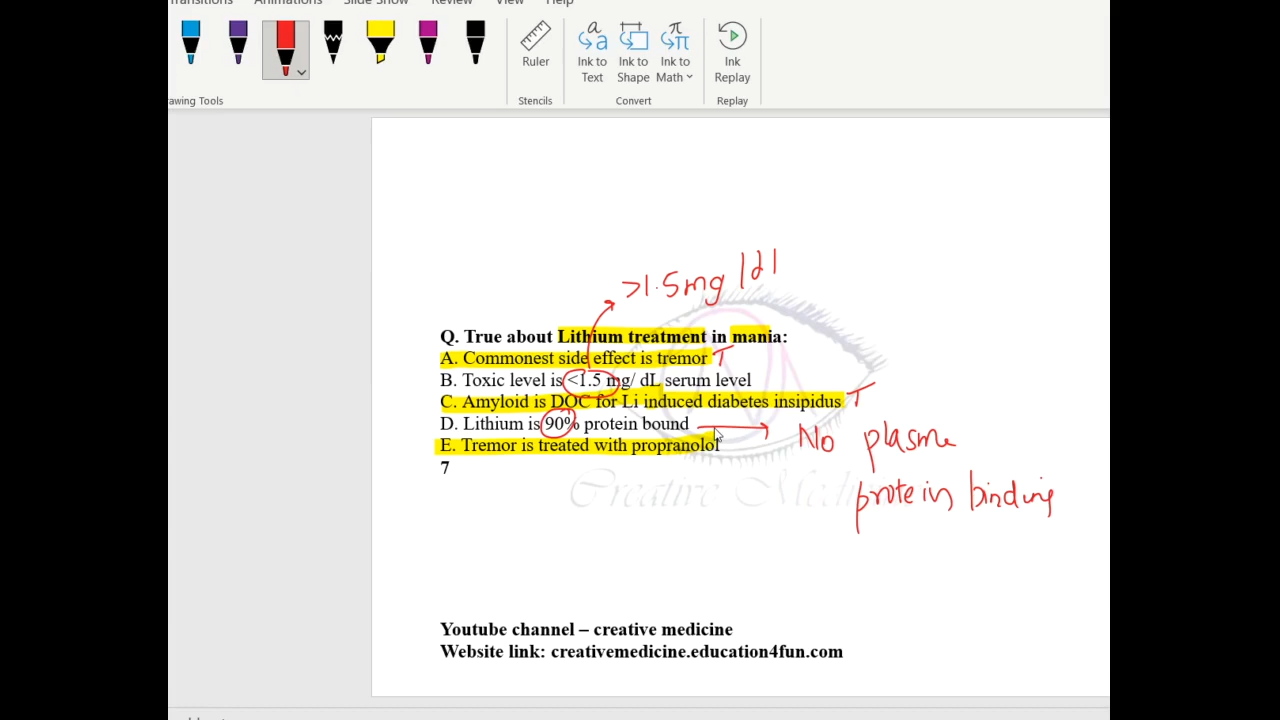 Transitions Animations Slide Show Review View Help
Ruler
Ink to Text
Ink to Shape
Ink to Math
Ink Replay
rawing Tools
Stencils
Convert
Replay
>1.5mg/dl
Q. True about Lithium treatment in mania:
A. Commonest side effect is tremor T
B. Toxic level is <1.5 mg/ dL serum level
C. Amyloid is DOC for Li induced diabetes insipidus T
D. Lithium is 90% protein bound
No plasma
E. Tremor is treated with propranolol
7
protein binding
Creative Medi
Youtube channel – creative medicine
Website link: creativemedicine.education4fun.com